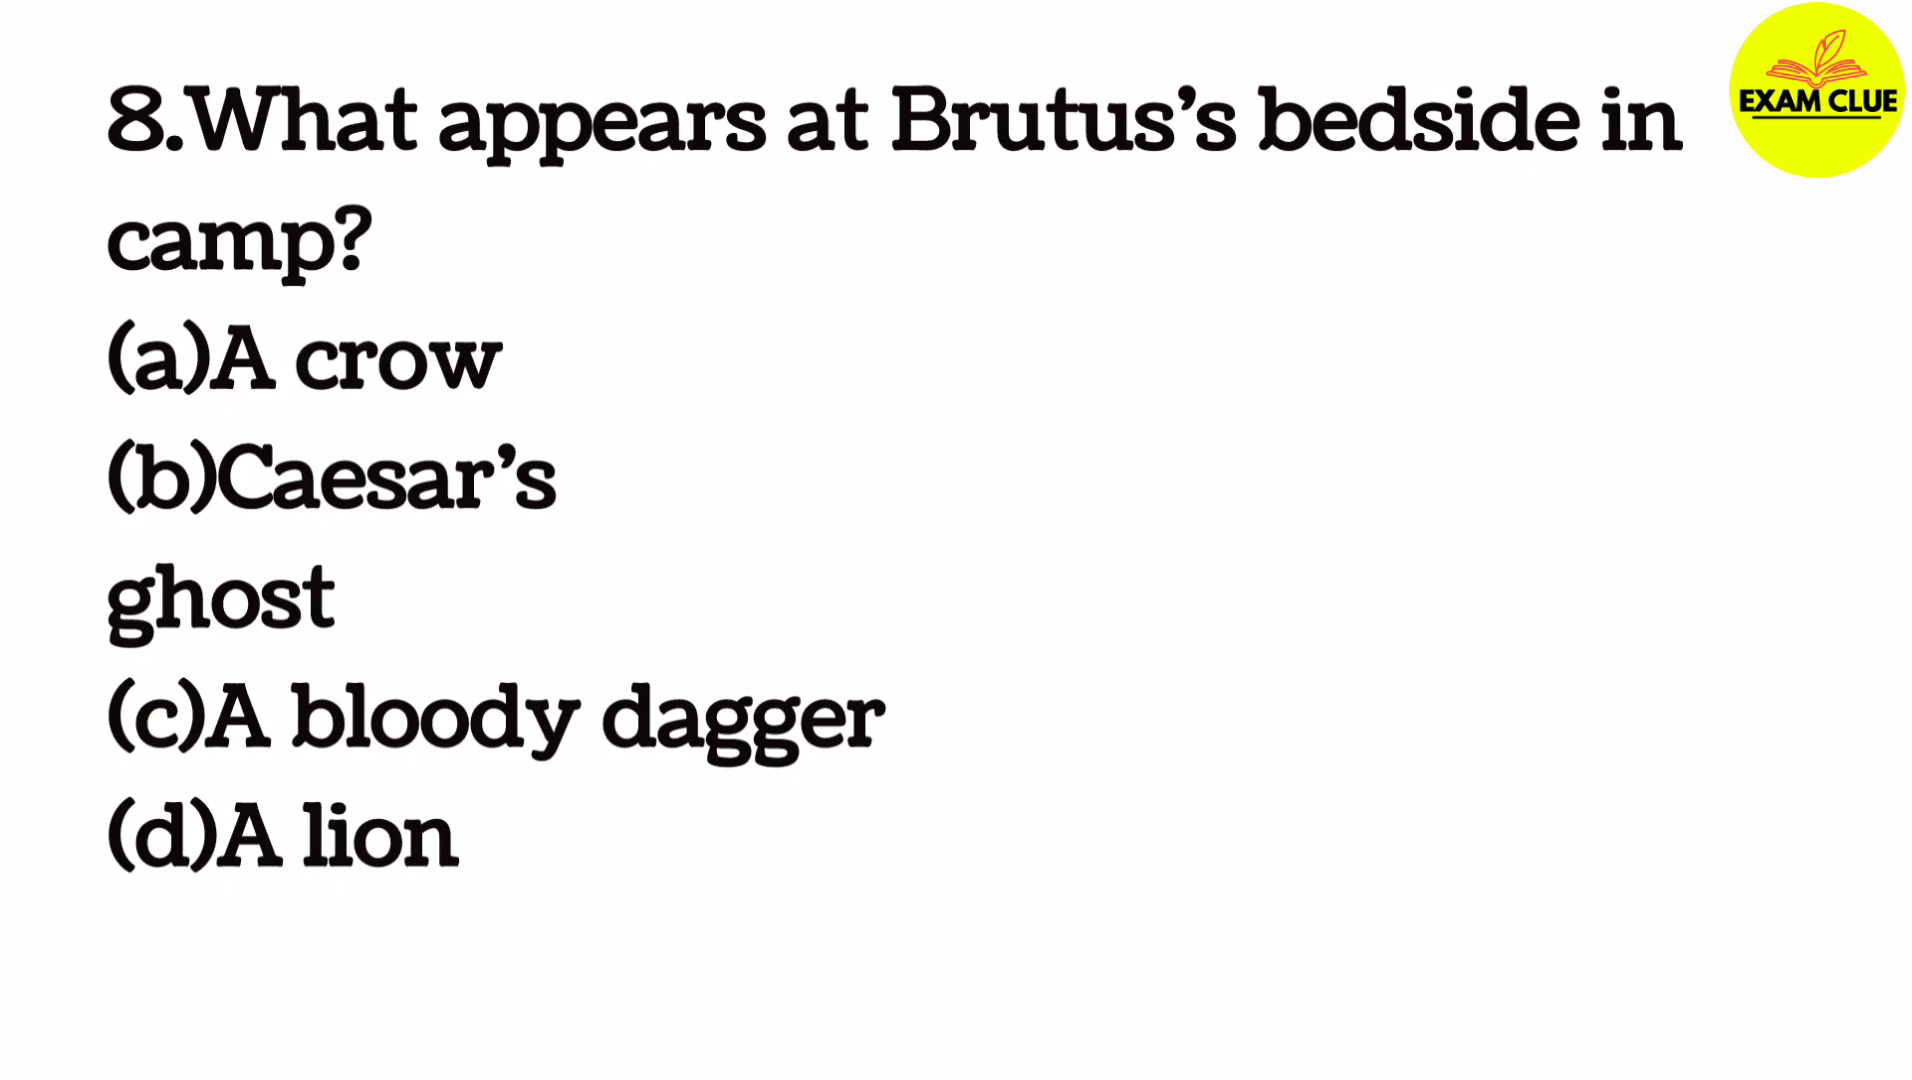 8.What appears at Brutus’s bedside in
camp?
(a)A crow
(b)Caesar’s
ghost
(c)A bloody dagger
(d)A lion
EXAM CLUE